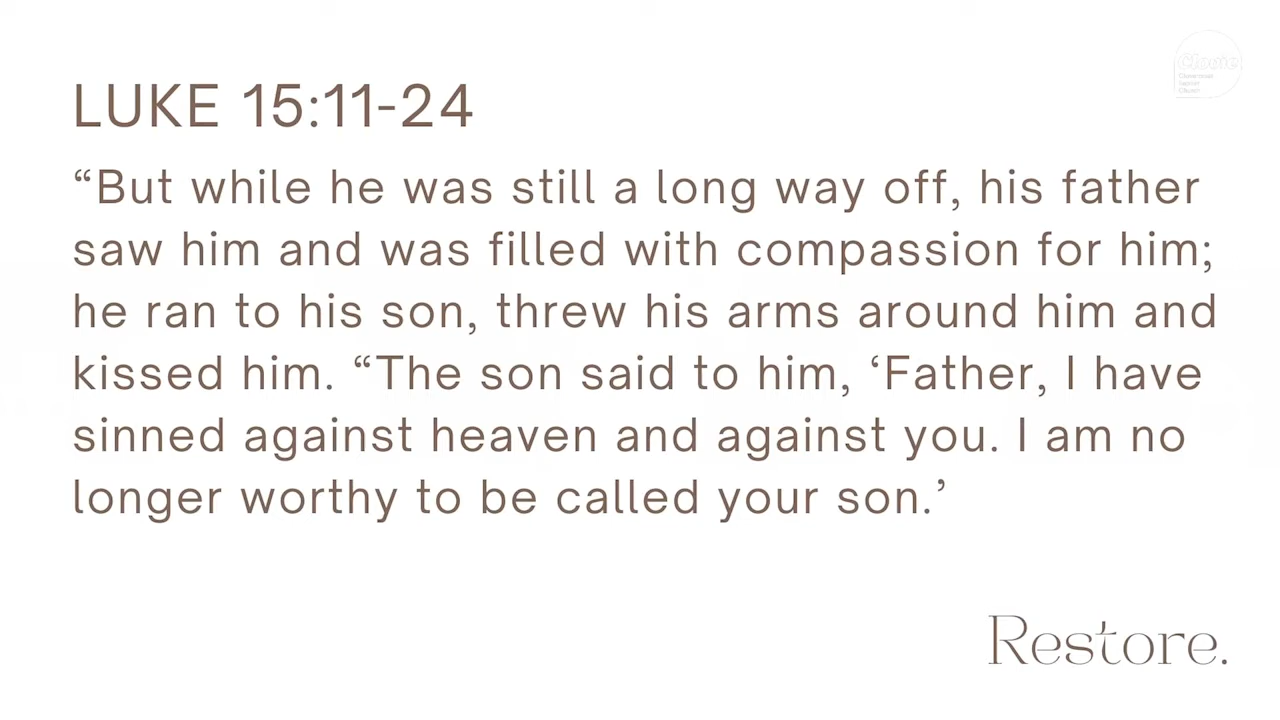 LUKE 15:11-24
“But while he was still a long way off, his father
saw him and was filled with compassion for him;
he ran to his son, threw his arms around him and
kissed him. “The son said to him, ‘Father, I have
sinned against heaven and against you. I am no
longer worthy to be called your son.’
Restore.